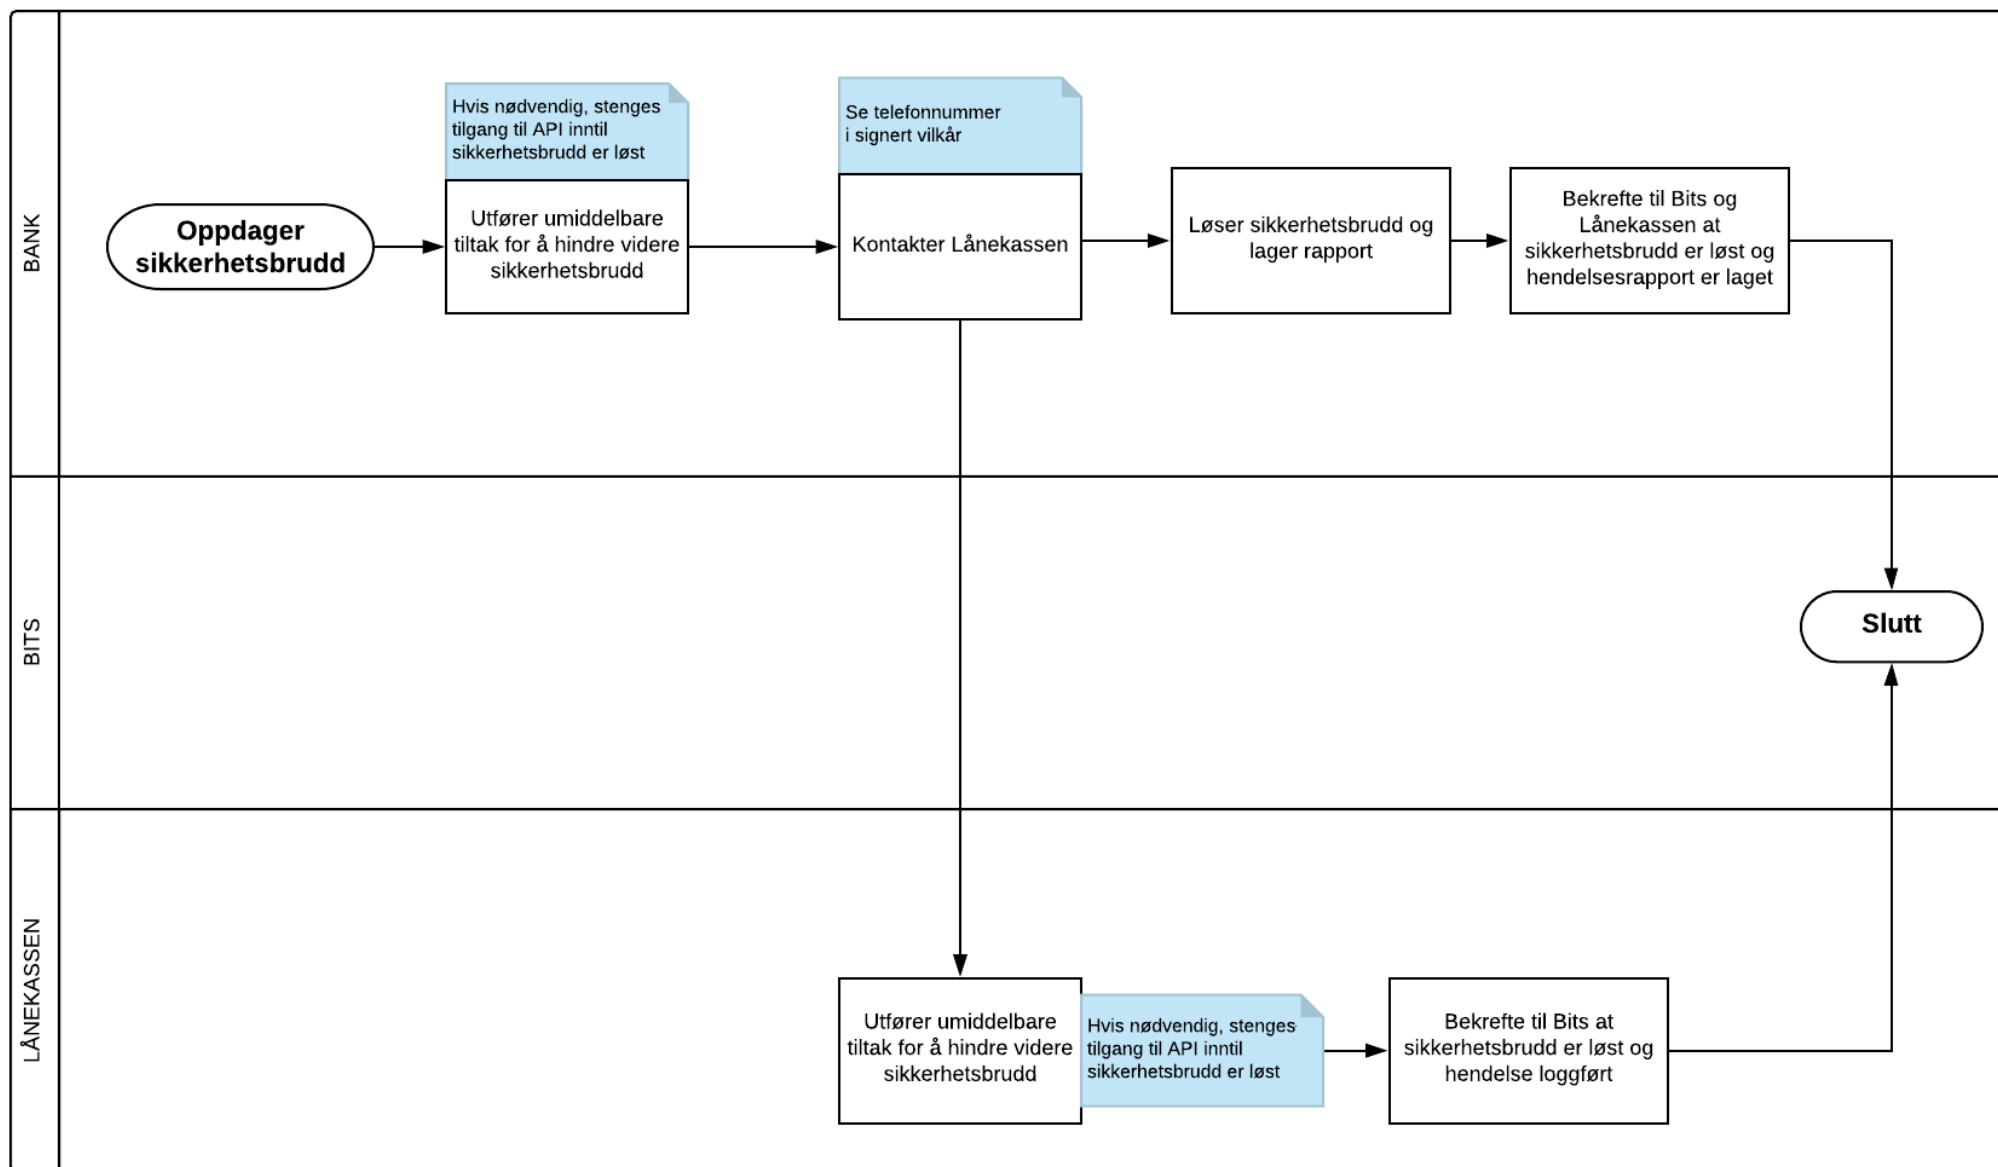 BANK
Oppdager
sikkerhetsbrudd
Hvis nødvendig, stenges
tilgang til API inntil
sikkerhetsbrudd er løst
Utfører umiddelbare
tiltak for å hindre videre
sikkerhetsbrudd
Se telefonnummer
i signert vilkår
Kontakter Lånekassen
Løser sikkerhetsbrudd og
lager rapport
Bekrefte til Bits og
Lånekassen at
sikkerhetsbrudd er løst og
hendelsesrapport er laget
BITS
Slutt
LÅNEKASSEN
Utfører umiddelbare
tiltak for å hindre videre
sikkerhetsbrudd
Hvis nødvendig, stenges
tilgang til API inntil
sikkerhetsbrudd er løst
Bekrefte til Bits at
sikkerhetsbrudd er løst og
hendelse loggført